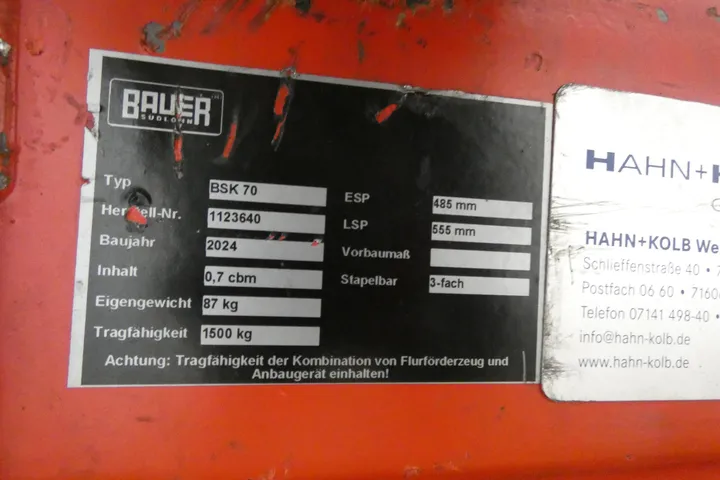 BAUER
SÜDLOHN
Typ BSK 70
Herstell-Nr. 1123640
Baujahr 2024
Inhalt 0,7 cbm
Eigengewicht 87 kg
Tragfähigkeit 1500 kg
ESP 485 mm
LSP 555 mm
Vorbaumaß
Stapelbar 3-fach
Achtung: Tragfähigkeit der Kombination von Flurförderzeug und
Anbaugerät einhalten!
HAHN+
HAHN+KOLB We
Schlieffenstraße 40 •
Postfach 06 60 • 7160
Telefon 07141 498-40 •
info@hahn-kolb.de
www.hahn-kolb.de